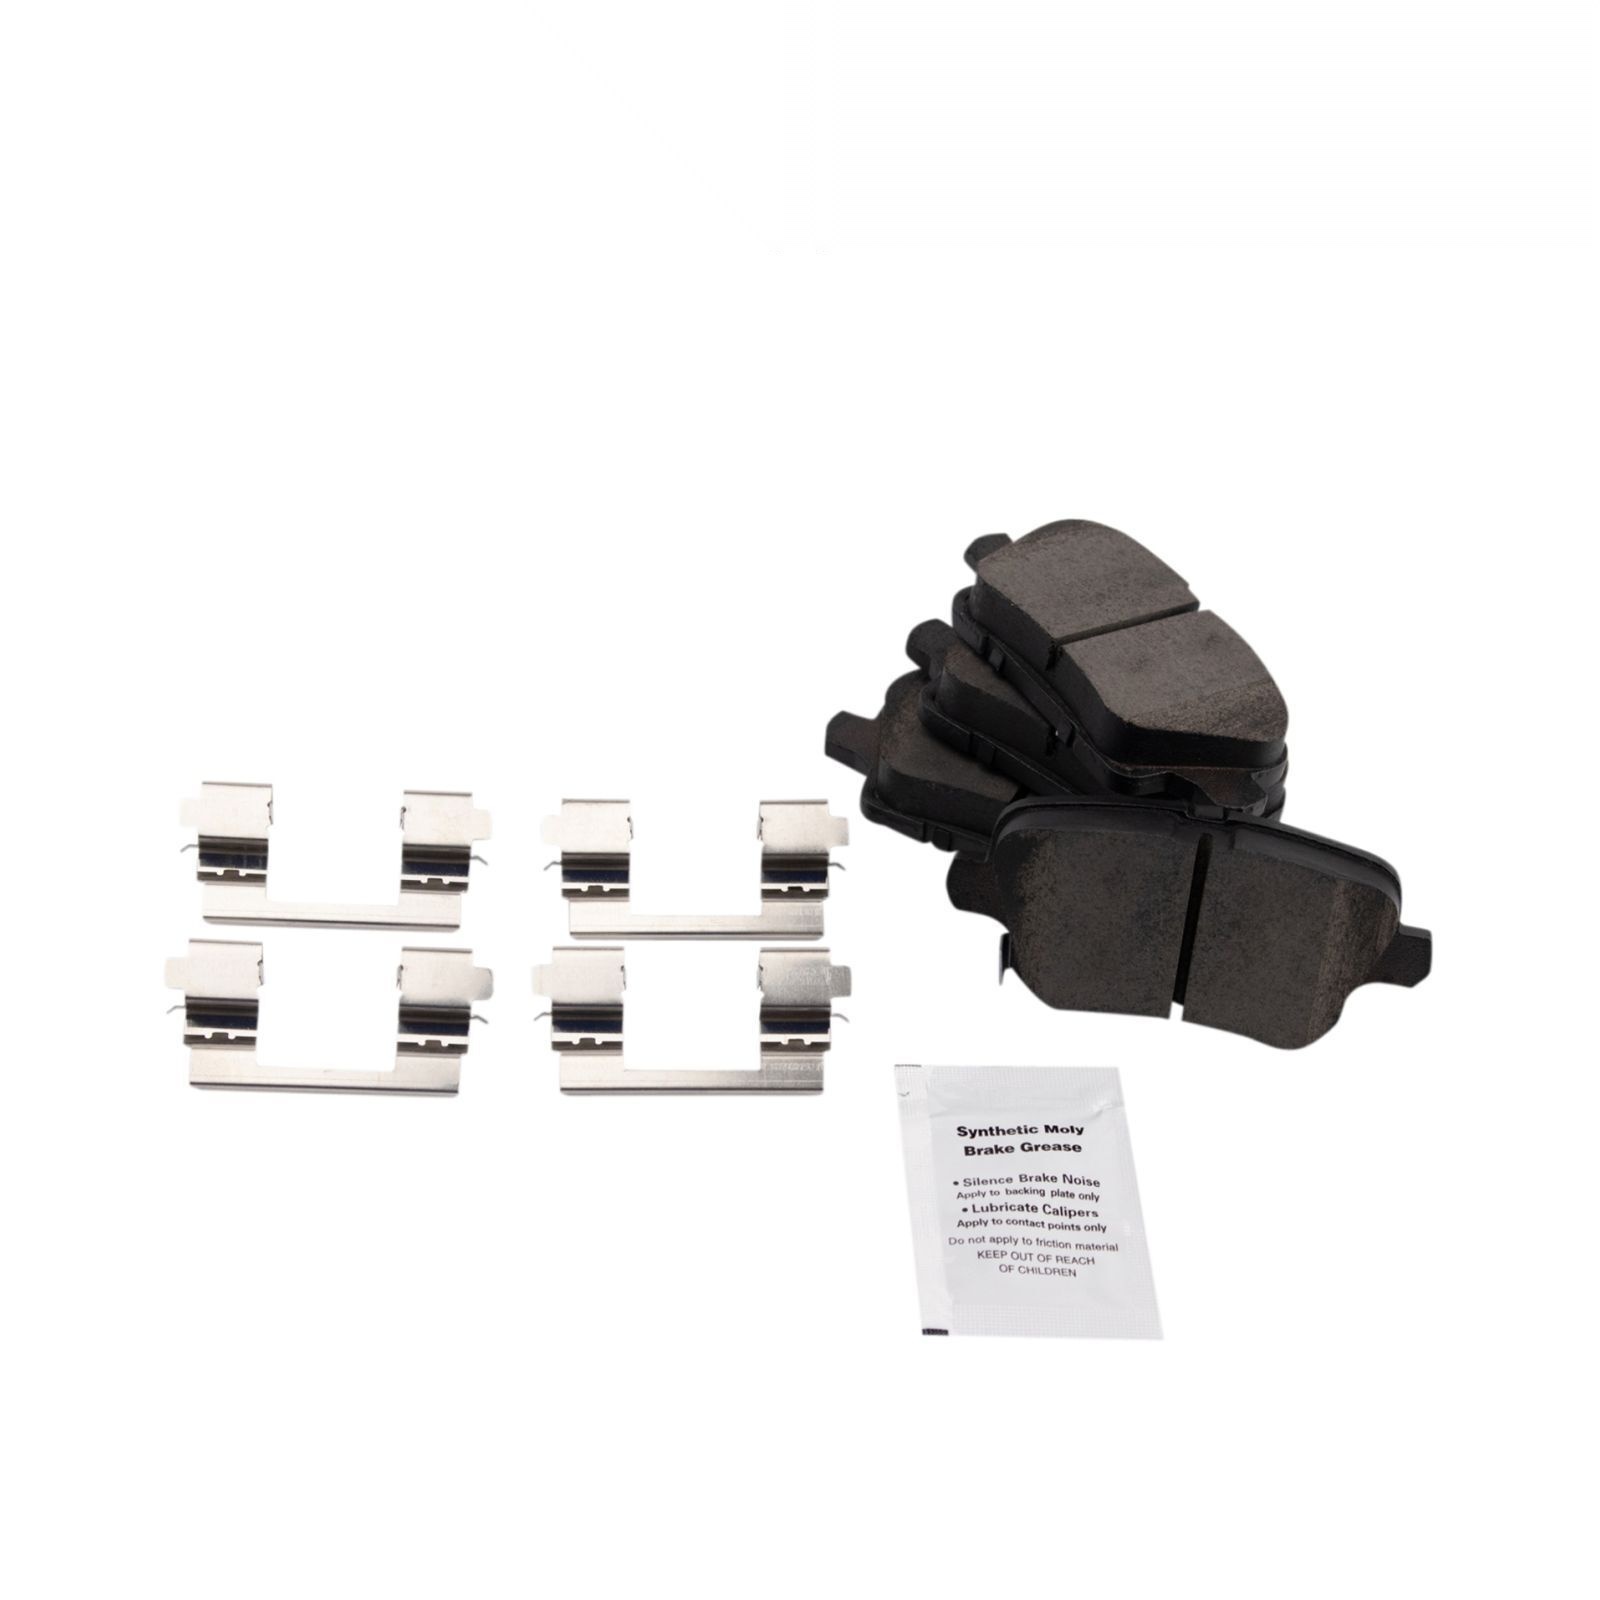 Synthetic Moly
Brake Grease
• Silence Brake Noise
Apply to backing plate only
• Lubricate Calipers
Apply to contact points only
Do not apply to friction material
KEEP OUT OF REACH
OF CHILDREN